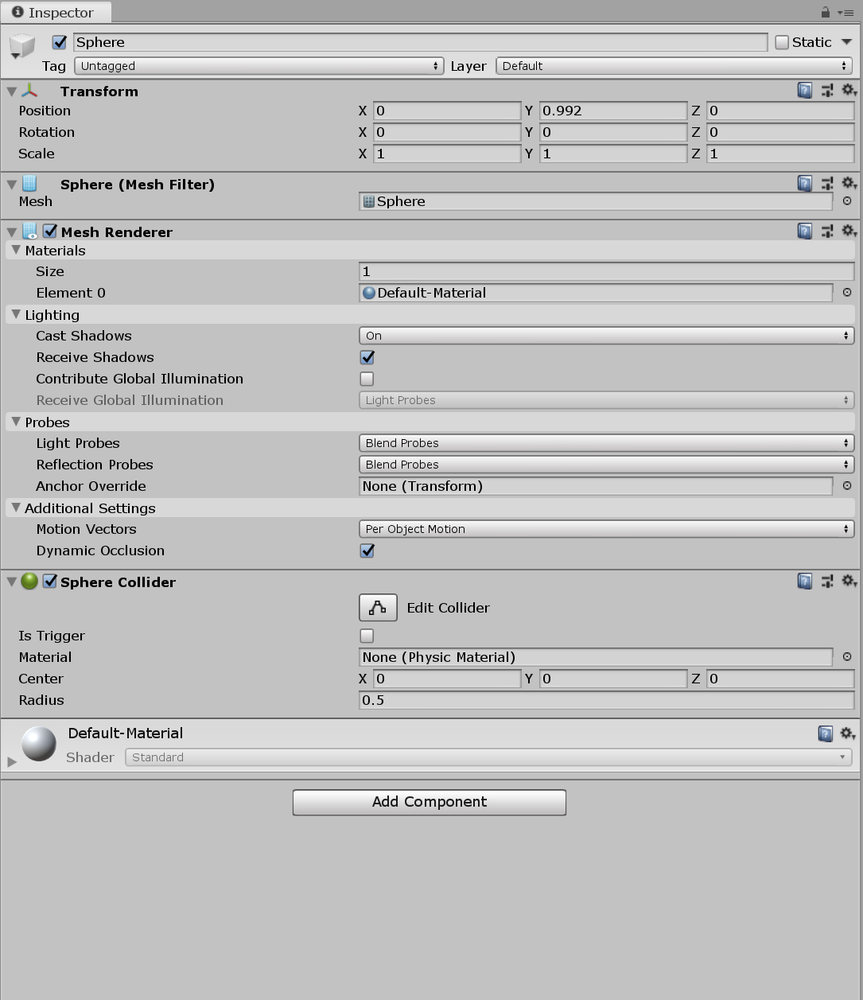 Inspector
Sphere Static
Tag Untagged Layer Default
Transform
Position X 0 Y 0.992 Z 0
Rotation X 0 Y 0 Z 0
Scale X 1 Y 1 Z 1
Sphere (Mesh Filter)
Mesh Sphere
Mesh Renderer
Materials
Size 1
Element 0 Default-Material
Lighting
Cast Shadows On
Receive Shadows
Contribute Global Illumination
Receive Global Illumination Light Probes
Probes
Light Probes Blend Probes
Reflection Probes Blend Probes
Anchor Override None (Transform)
Additional Settings
Motion Vectors Per Object Motion
Dynamic Occlusion
Sphere Collider
Edit Collider
Is Trigger
Material None (Physic Material)
Center X 0 Y 0 Z 0
Radius 0.5
Default-Material
Shader Standard
Add Component